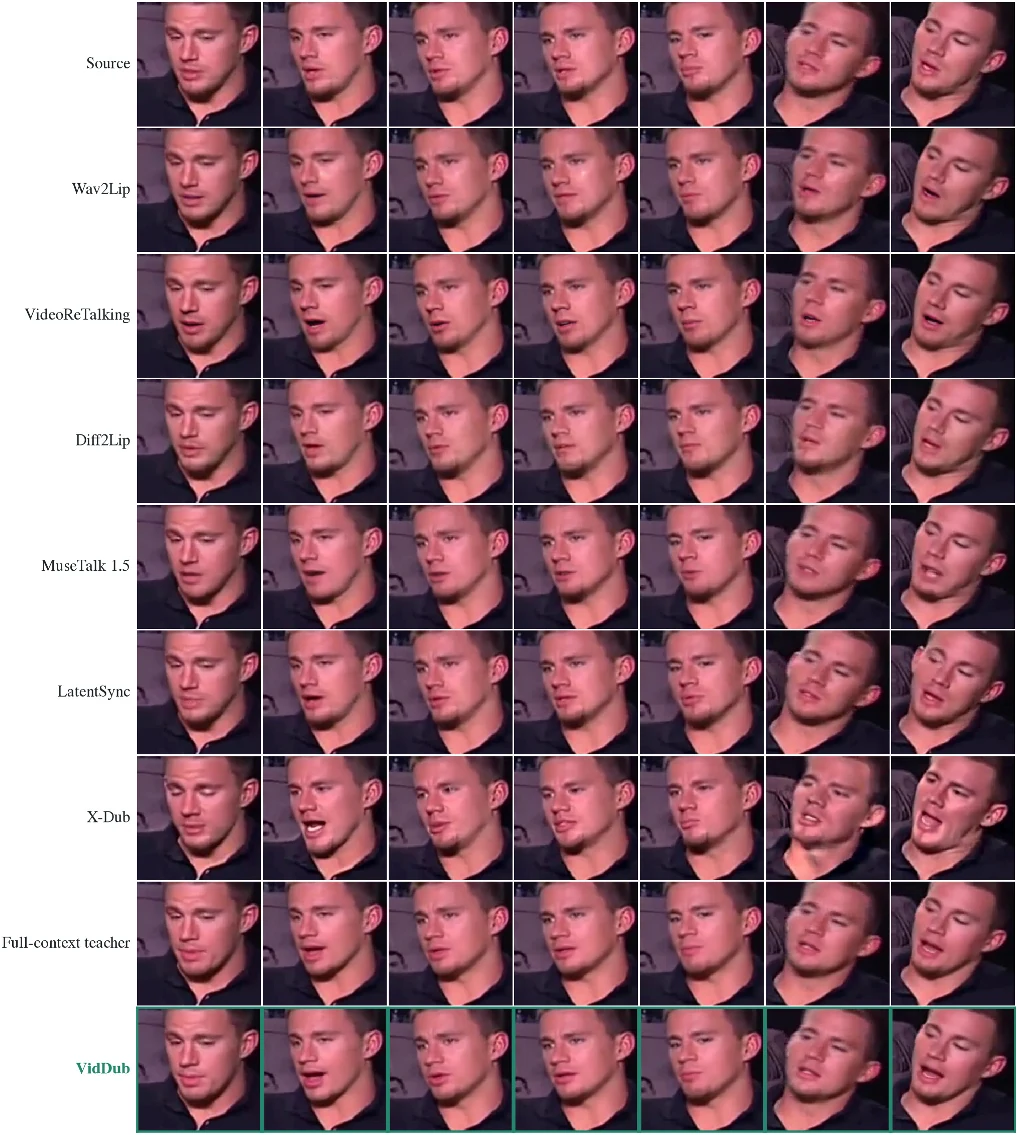 Source
Wav2Lip
VideoReTalking
Diff2Lip
MuseTalk 1.5
LatentSync
X-Dub
Full-context teacher
VidDub